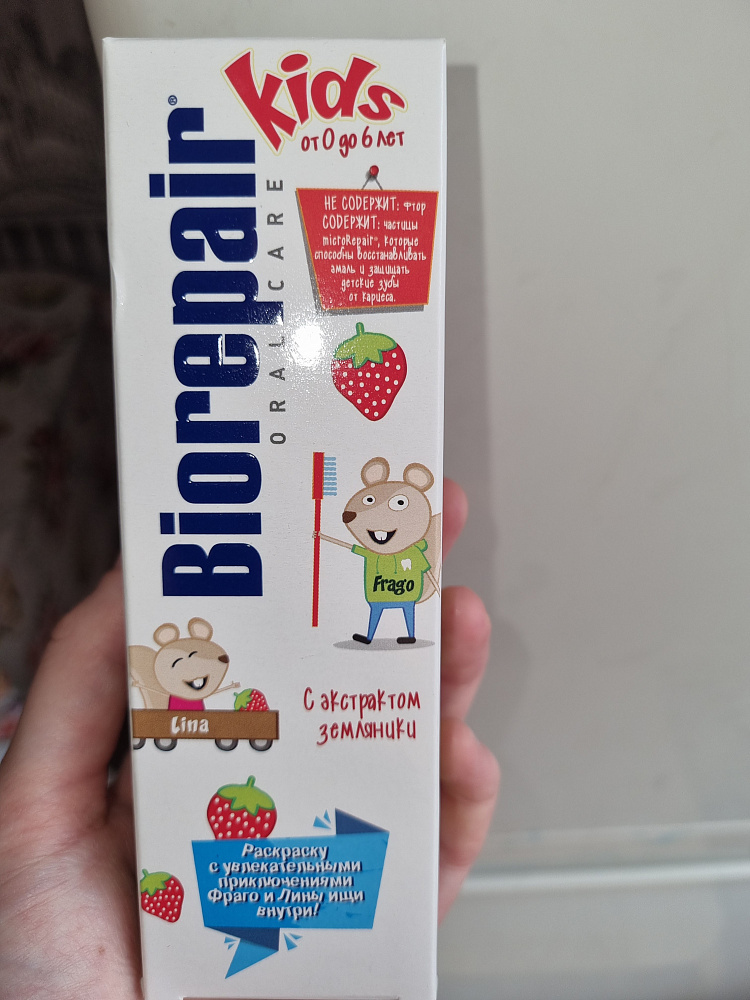 kids
от 0 до 6 лет
Biorepair®
ORAL CARE
НЕ СОДЕРЖИТ: фтор
СОДЕРЖИТ: частицы
microRepair®, которые
способны восстанавливать
эмаль и защищать
детские зубы
от кариеса.
Frago
Lina
С экстрактом
земляники
Раскраску
с увлекательными
приключениями
Фраго и Лины ищи
внутри!